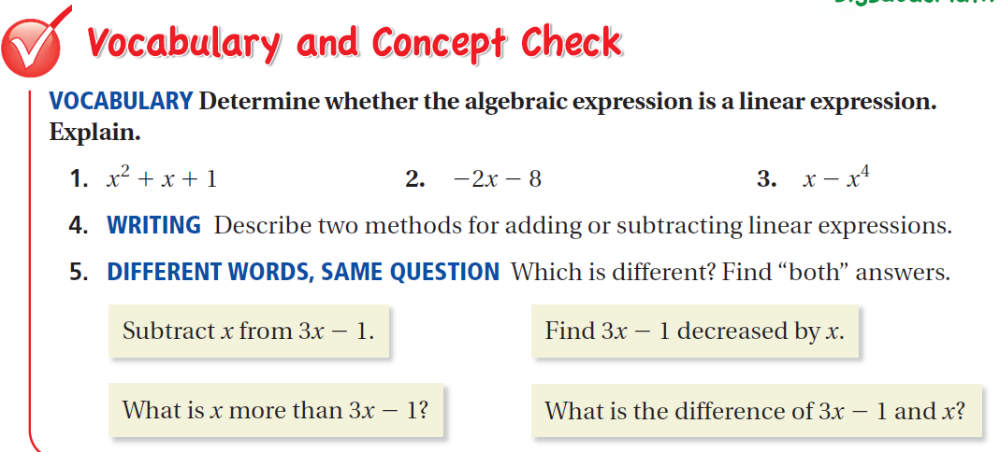 Vocabulary and Concept Check
VOCABULARY Determine whether the algebraic expression is a linear expression.
Explain.
1. x² + x + 1 2. −2x − 8 3. x − x⁴
4. WRITING Describe two methods for adding or subtracting linear expressions.
5. DIFFERENT WORDS, SAME QUESTION Which is different? Find “both” answers.
Subtract x from 3x − 1. Find 3x − 1 decreased by x.
What is x more than 3x − 1? What is the difference of 3x − 1 and x?